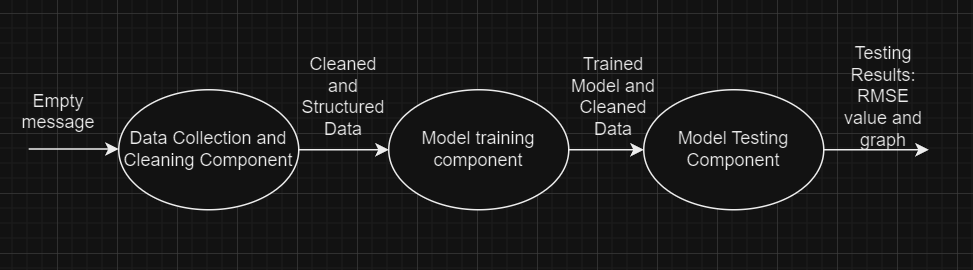 Empty
message
Data Collection and
Cleaning Component
Cleaned
and
Structured
Data
Model training
component
Trained
Model and
Cleaned
Data
Model Testing
Component
Testing
Results:
RMSE
value and
graph